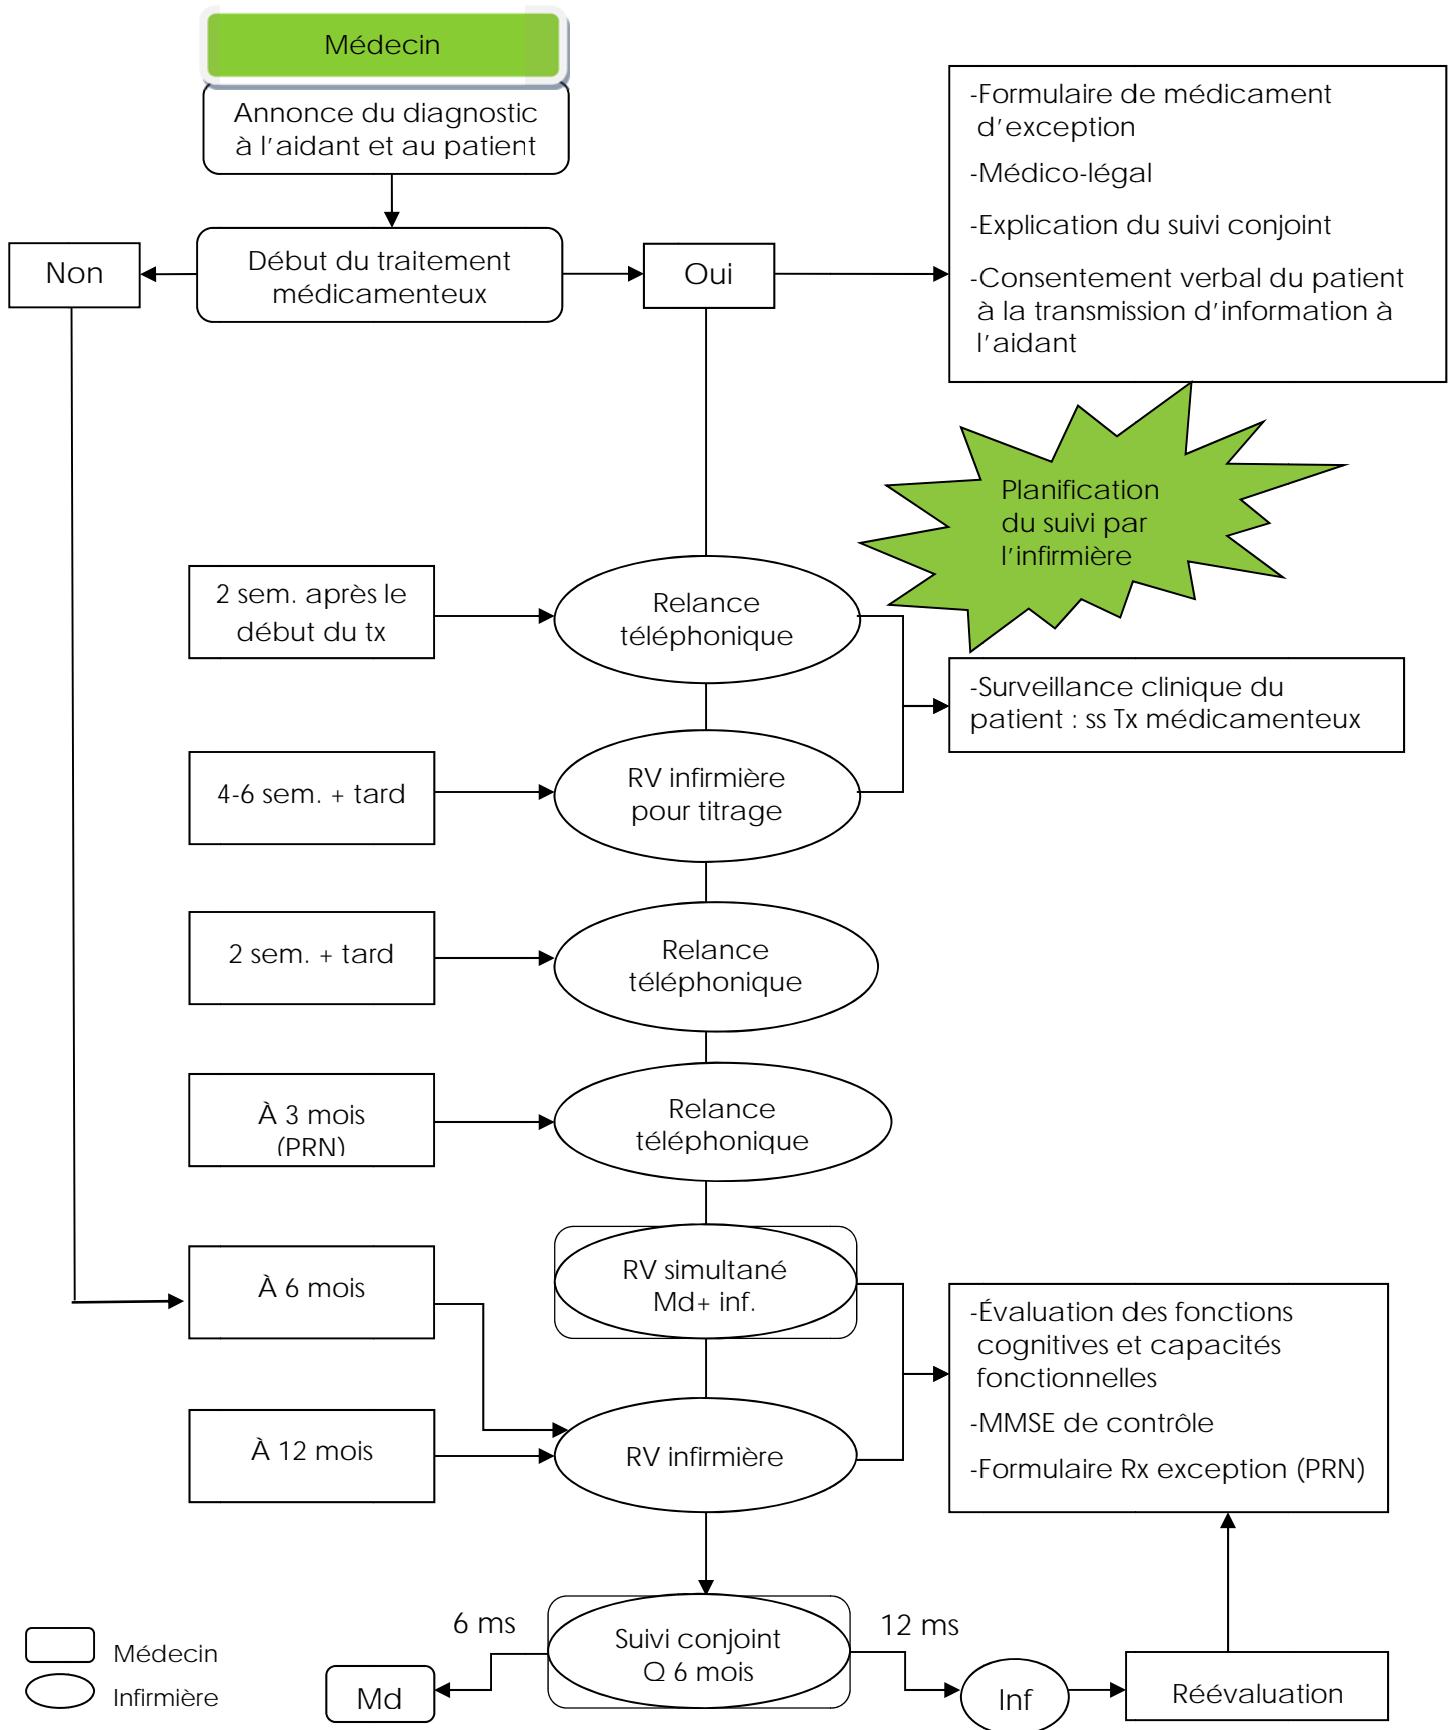 Médecin
Annonce du diagnostic
à l'aidant et au patient
-Formulaire de médicament
d'exception
-Médico-légal
-Explication du suivi conjoint
-Consentement verbal du patient
à la transmission d'information à
l'aidant
Non
Début du traitement
médicamenteux
Oui
Planification
du suivi par
l'infirmière
2 sem. après le
début du tx
Relance
téléphonique
-Surveillance clinique du
patient : ss Tx médicamenteux
4-6 sem. + tard
RV infirmière
pour titrage
2 sem. + tard
Relance
téléphonique
À 3 mois
(PRN)
Relance
téléphonique
À 6 mois
RV simultané
Md+ inf.
-Évaluation des fonctions
cognitives et capacités
fonctionnelles
-MMSE de contrôle
-Formulaire Rx exception (PRN)
À 12 mois
RV infirmière
6 ms
Suivi conjoint
Q 6 mois
12 ms
Médecin
Infirmière
Md
Inf
Réévaluation